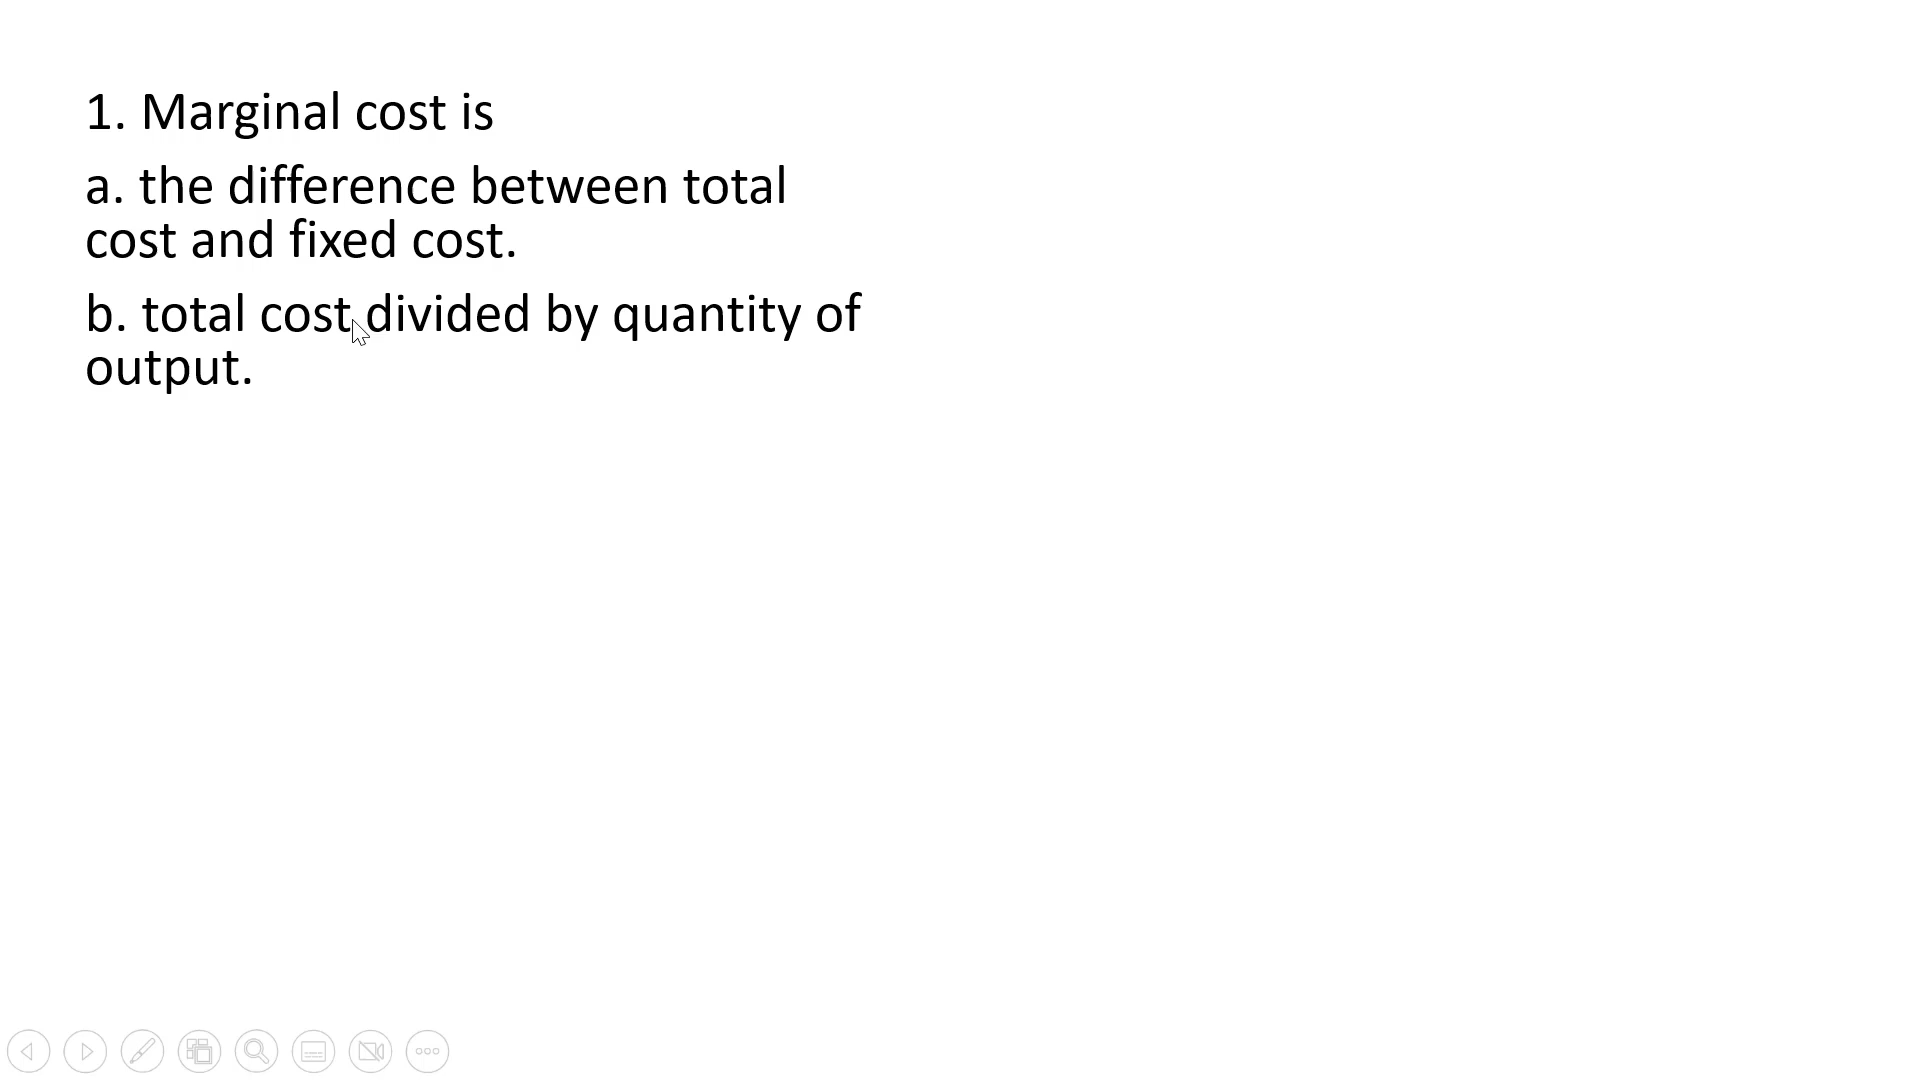 1. Marginal cost is
a. the difference between total
cost and fixed cost.
b. total cost divided by quantity of
output.